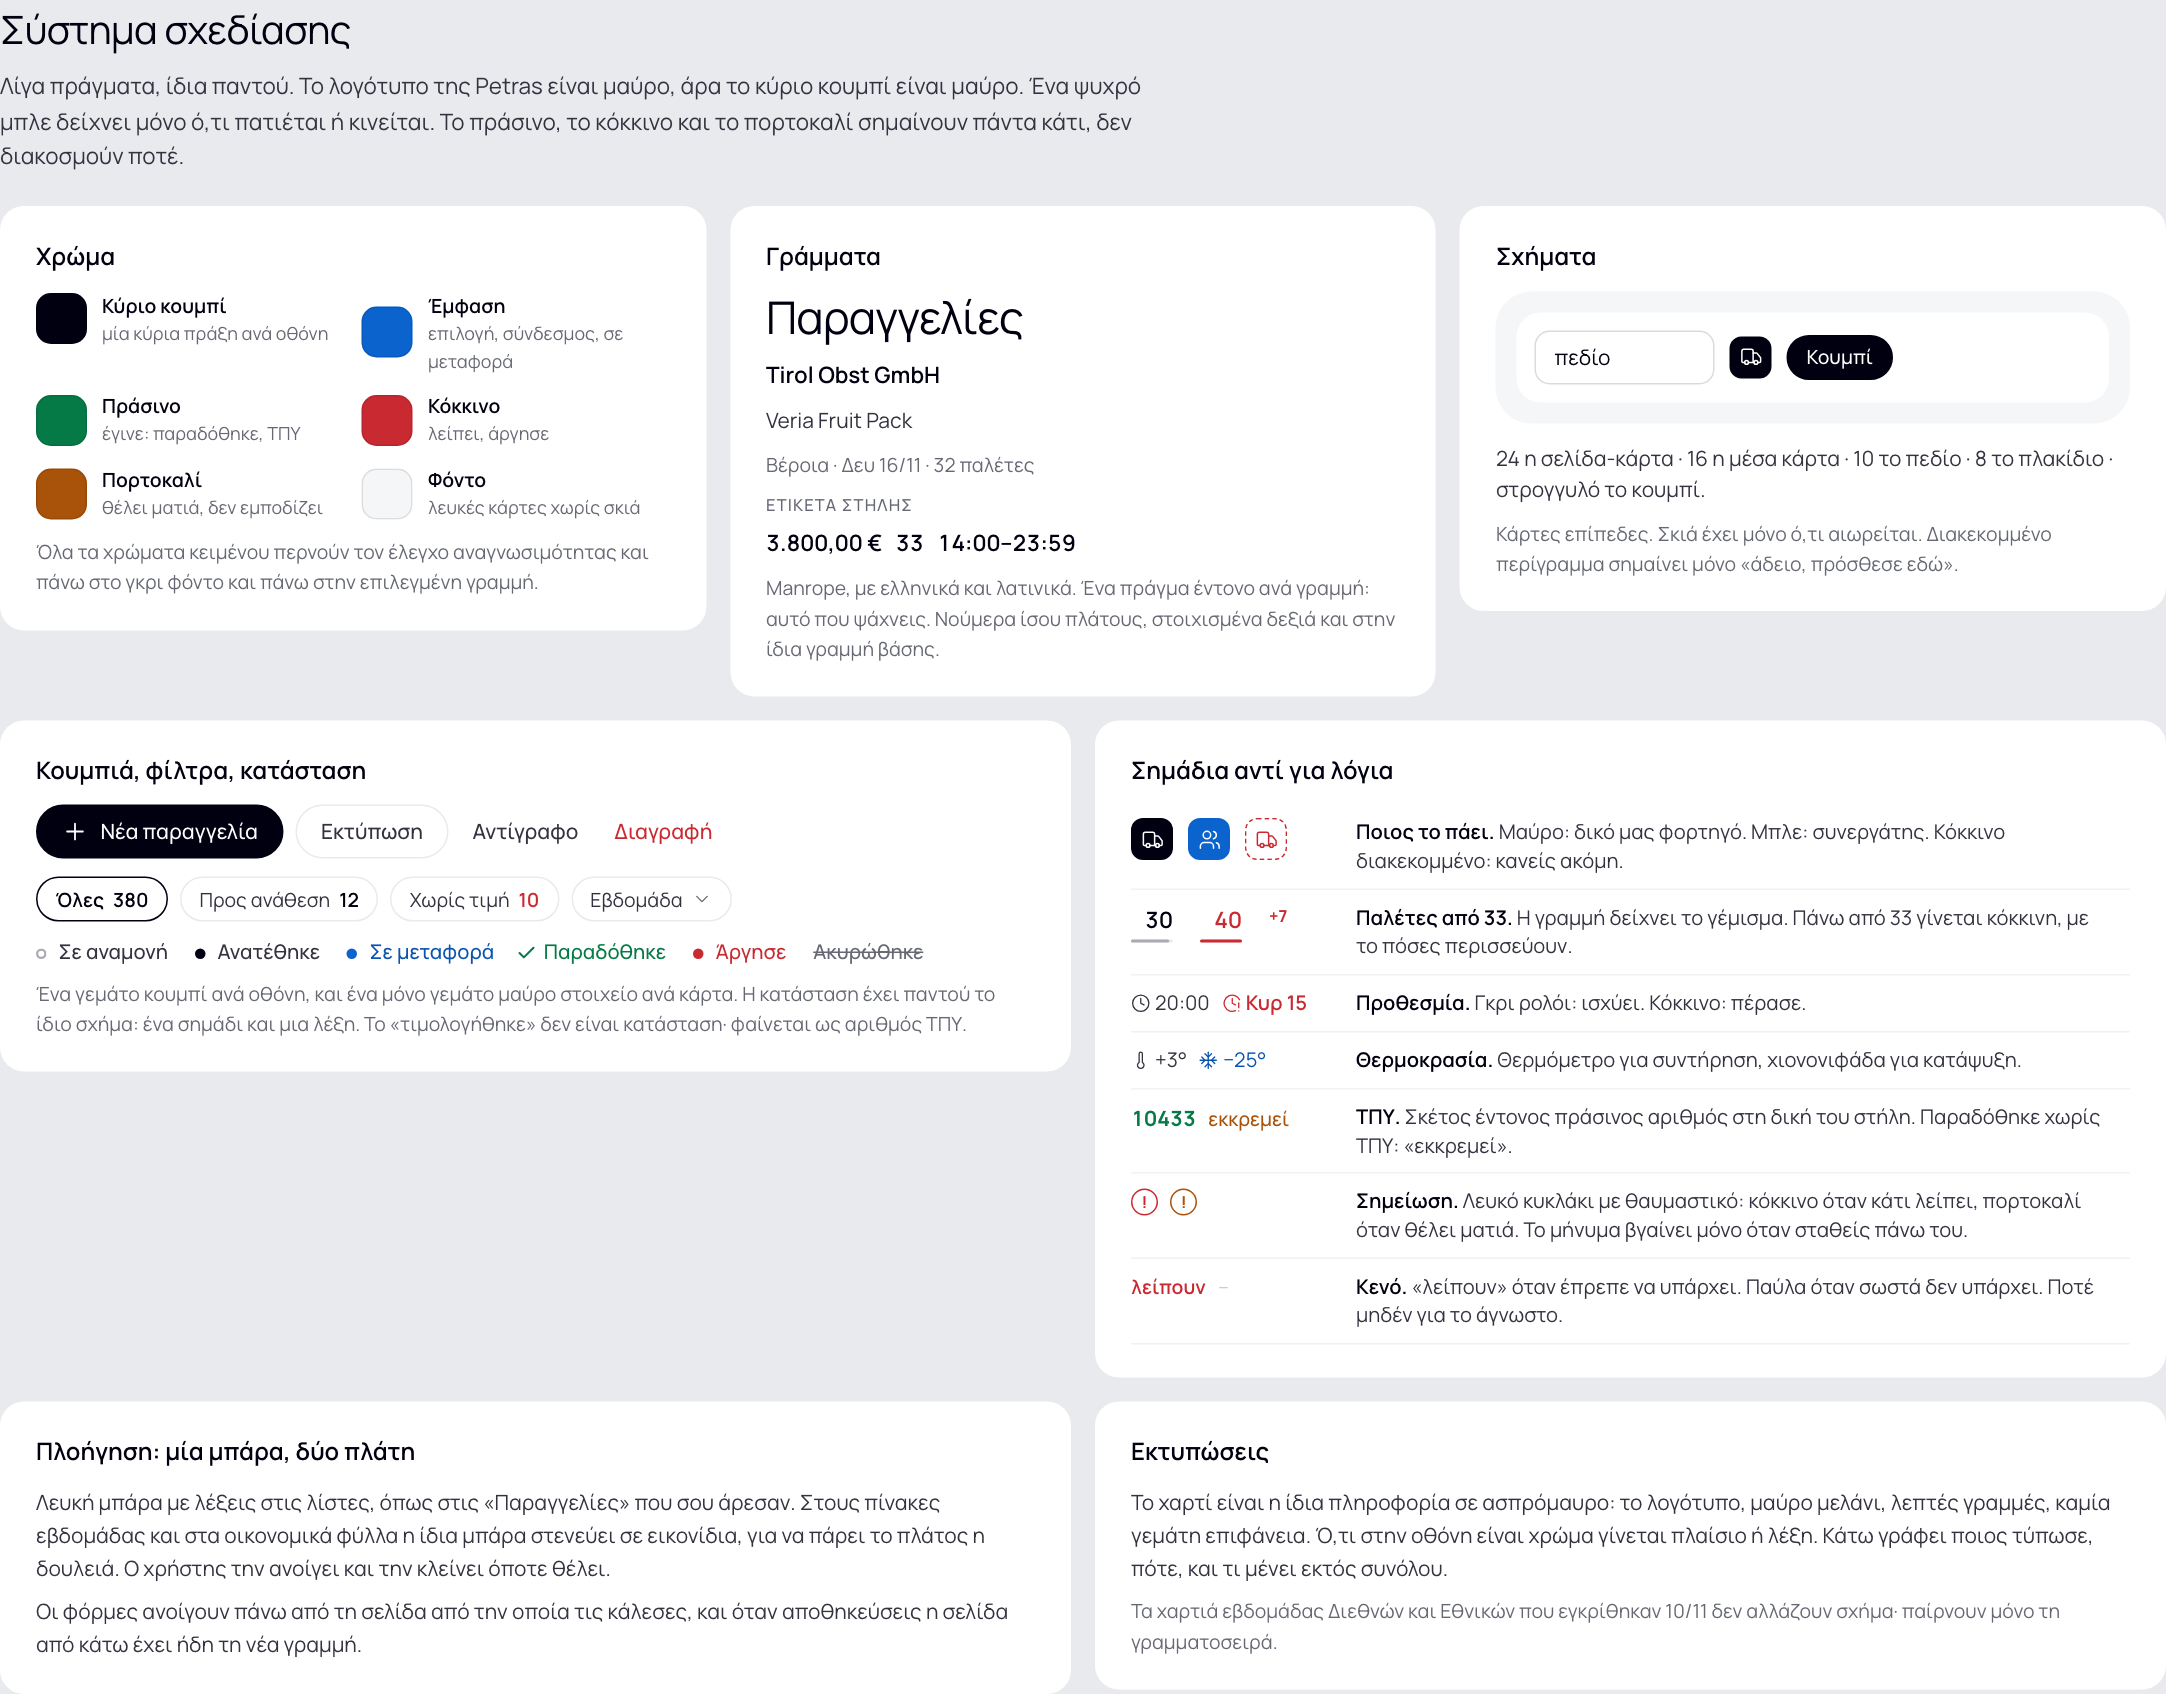 Σύστημα σχεδίασης
Λίγα πράγματα, ίδια παντού. Το λογότυπο της Petras είναι μαύρο, άρα το κύριο κουμπί είναι μαύρο. Ένα ψυχρό
μπλε δείχνει μόνο ό,τι πατιέται ή κινείται. Το πράσινο, το κόκκινο και το πορτοκαλί σημαίνουν πάντα κάτι, δεν
διακοσμούν ποτέ.
Χρώμα
Κύριο κουμπί
μία κύρια πράξη ανά οθόνη
Έμφαση
επιλογή, σύνδεσμος, σε
μεταφορά
Πράσινο
έγινε: παραδόθηκε, ΤΠΥ
Κόκκινο
λείπει, άργησε
Πορτοκαλί
θέλει ματιά, δεν εμποδίζει
Φόντο
λευκές κάρτες χωρίς σκιά
Όλα τα χρώματα κειμένου περνούν τον έλεγχο αναγνωσιμότητας και
πάνω στο γκρι φόντο και πάνω στην επιλεγμένη γραμμή.
Γράμματα
Παραγγελίες
Tirol Obst GmbH
Veria Fruit Pack
Βέροια · Δευ 16/11 · 32 παλέτες
ΕΤΙΚΕΤΑ ΣΤΗΛΗΣ
3.800,00 € 33 14:00–23:59
Manrope, με ελληνικά και λατινικά. Ένα πράγμα έντονο ανά γραμμή:
αυτό που ψάχνεις. Νούμερα ίσου πλάτους, στοιχισμένα δεξιά και στην
ίδια γραμμή βάσης.
Σχήματα
πεδίο
Κουμπί
24 η σελίδα-κάρτα · 16 η μέσα κάρτα · 10 το πεδίο · 8 το πλακίδιο ·
στρογγυλό το κουμπί.
Κάρτες επίπεδες. Σκιά έχει μόνο ό,τι αιωρείται. Διακεκομμένο
περίγραμμα σημαίνει μόνο «άδειο, πρόσθεσε εδώ».
Κουμπιά, φίλτρα, κατάσταση
Νέα παραγγελία Εκτύπωση Αντίγραφο Διαγραφή
Όλες 380 Προς ανάθεση 12 Χωρίς τιμή 10 Εβδομάδα
Σε αναμονή Ανατέθηκε Σε μεταφορά Παραδόθηκε Άργησε Ακυρώθηκε
Ένα γεμάτο κουμπί ανά οθόνη, και ένα μόνο γεμάτο μαύρο στοιχείο ανά κάρτα. Η κατάσταση έχει παντού το
ίδιο σχήμα: ένα σημάδι και μια λέξη. Το «τιμολογήθηκε» δεν είναι κατάσταση· φαίνεται ως αριθμός ΤΠΥ.
Σημάδια αντί για λόγια
Ποιος το πάει. Μαύρο: δικό μας φορτηγό. Μπλε: συνεργάτης. Κόκκινο
διακεκομμένο: κανείς ακόμη.
30 40 +7
Παλέτες από 33. Η γραμμή δείχνει το γέμισμα. Πάνω από 33 γίνεται κόκκινη, με
το πόσες περισσεύουν.
20:00 Κυρ 15
Προθεσμία. Γκρι ρολόι: ισχύει. Κόκκινο: πέρασε.
+3° −25°
Θερμοκρασία. Θερμόμετρο για συντήρηση, χιονονιφάδα για κατάψυξη.
10433 εκκρεμεί
ΤΠΥ. Σκέτος έντονος πράσινος αριθμός στη δική του στήλη. Παραδόθηκε χωρίς
ΤΠΥ: «εκκρεμεί».
! !
Σημείωση. Λευκό κυκλάκι με θαυμαστικό: κόκκινο όταν κάτι λείπει, πορτοκαλί
όταν θέλει ματιά. Το μήνυμα βγαίνει μόνο όταν σταθείς πάνω του.
λείπουν –
Κενό. «λείπουν» όταν έπρεπε να υπάρχει. Παύλα όταν σωστά δεν υπάρχει. Ποτέ
μηδέν για το άγνωστο.
Πλοήγηση: μία μπάρα, δύο πλάτη
Λευκή μπάρα με λέξεις στις λίστες, όπως στις «Παραγγελίες» που σου άρεσαν. Στους πίνακες
εβδομάδας και στα οικονομικά φύλλα η ίδια μπάρα στενεύει σε εικονίδια, για να πάρει το πλάτος η
δουλειά. Ο χρήστης την ανοίγει και την κλείνει όποτε θέλει.
Οι φόρμες ανοίγουν πάνω από τη σελίδα από την οποία τις κάλεσες, και όταν αποθηκεύσεις η σελίδα
από κάτω έχει ήδη τη νέα γραμμή.
Εκτυπώσεις
Το χαρτί είναι η ίδια πληροφορία σε ασπρόμαυρο: το λογότυπο, μαύρο μελάνι, λεπτές γραμμές, καμία
γεμάτη επιφάνεια. Ό,τι στην οθόνη είναι χρώμα γίνεται πλαίσιο ή λέξη. Κάτω γράφει ποιος τύπωσε,
πότε, και τι μένει εκτός συνόλου.
Τα χαρτιά εβδομάδας Διεθνών και Εθνικών που εγκρίθηκαν 10/11 δεν αλλάζουν σχήμα· παίρνουν μόνο τη
γραμματοσειρά.